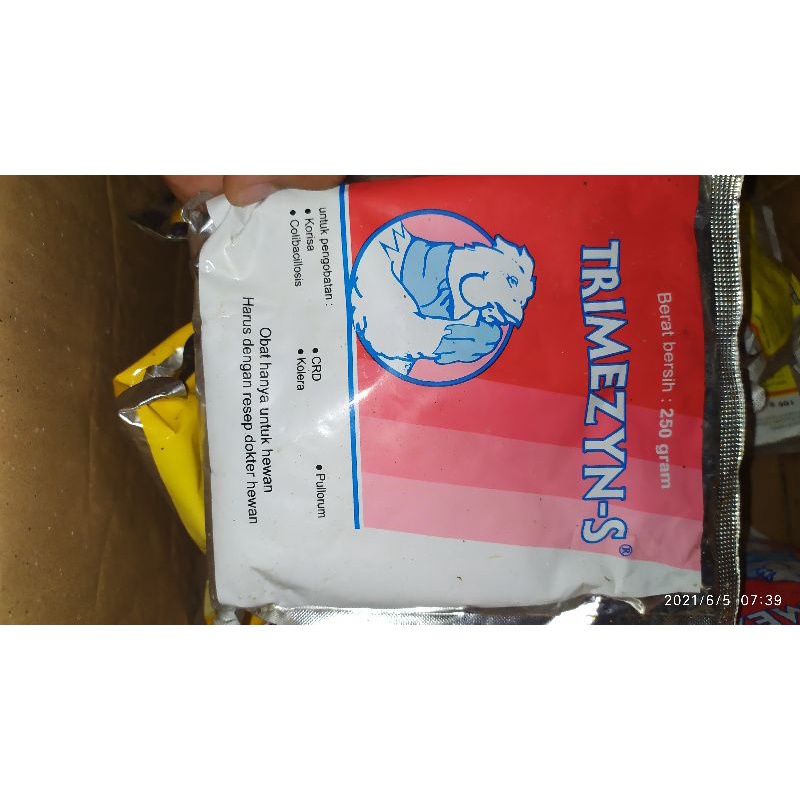 Berat bersih : 250 gram
TRIMEZYN-S®
untuk pengobatan :
• Korisa
• CRD
• Pullorum
• Colibacillosis
• Kolera
Obat hanya untuk hewan
Harus dengan resep dokter hewan
2021/6/5 07:39